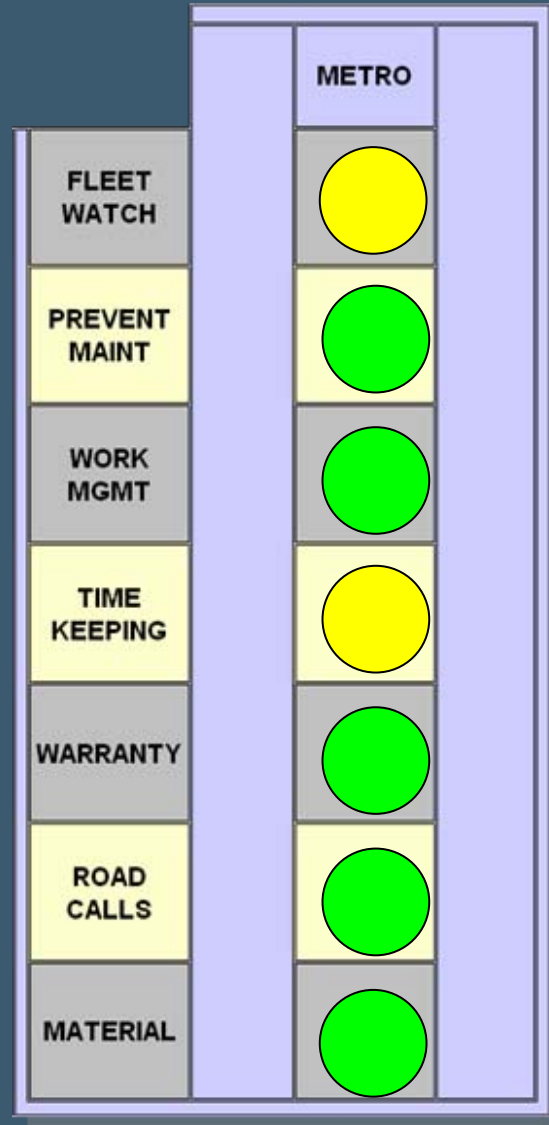 METRO
FLEET
WATCH
PREVENT
MAINT
WORK
MGMT
TIME
KEEPING
WARRANTY
ROAD
CALLS
MATERIAL